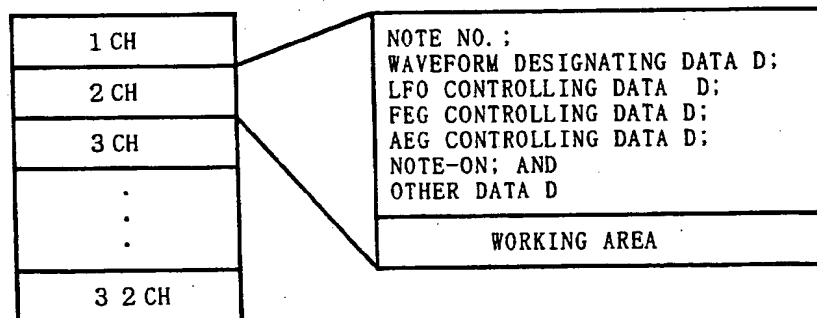 1 CH
2 CH
3 CH
3 2 CH
NOTE NO.;
WAVEFORM DESIGNATING DATA D;
LFO CONTROLLING DATA D;
FEG CONTROLLING DATA D;
AEG CONTROLLING DATA D;
NOTE-ON; AND
OTHER DATA D
WORKING AREA